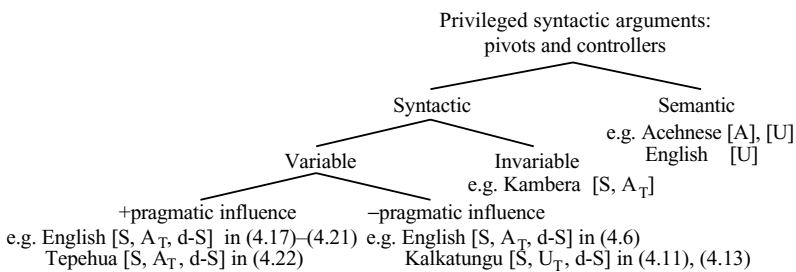 Privileged syntactic arguments:
pivots and controllers
Syntactic
Semantic
e.g. Acehnese [A], [U]
English [U]
Variable
Invariable
e.g. Kambera [S, A_T]
+pragmatic influence
e.g. English [S, A_T, d-S] in (4.17)–(4.21)
Tepehua [S, A_T, d-S] in (4.22)
–pragmatic influence
e.g. English [S, A_T, d-S] in (4.6)
Kalkatungu [S, U_T, d-S] in (4.11), (4.13)